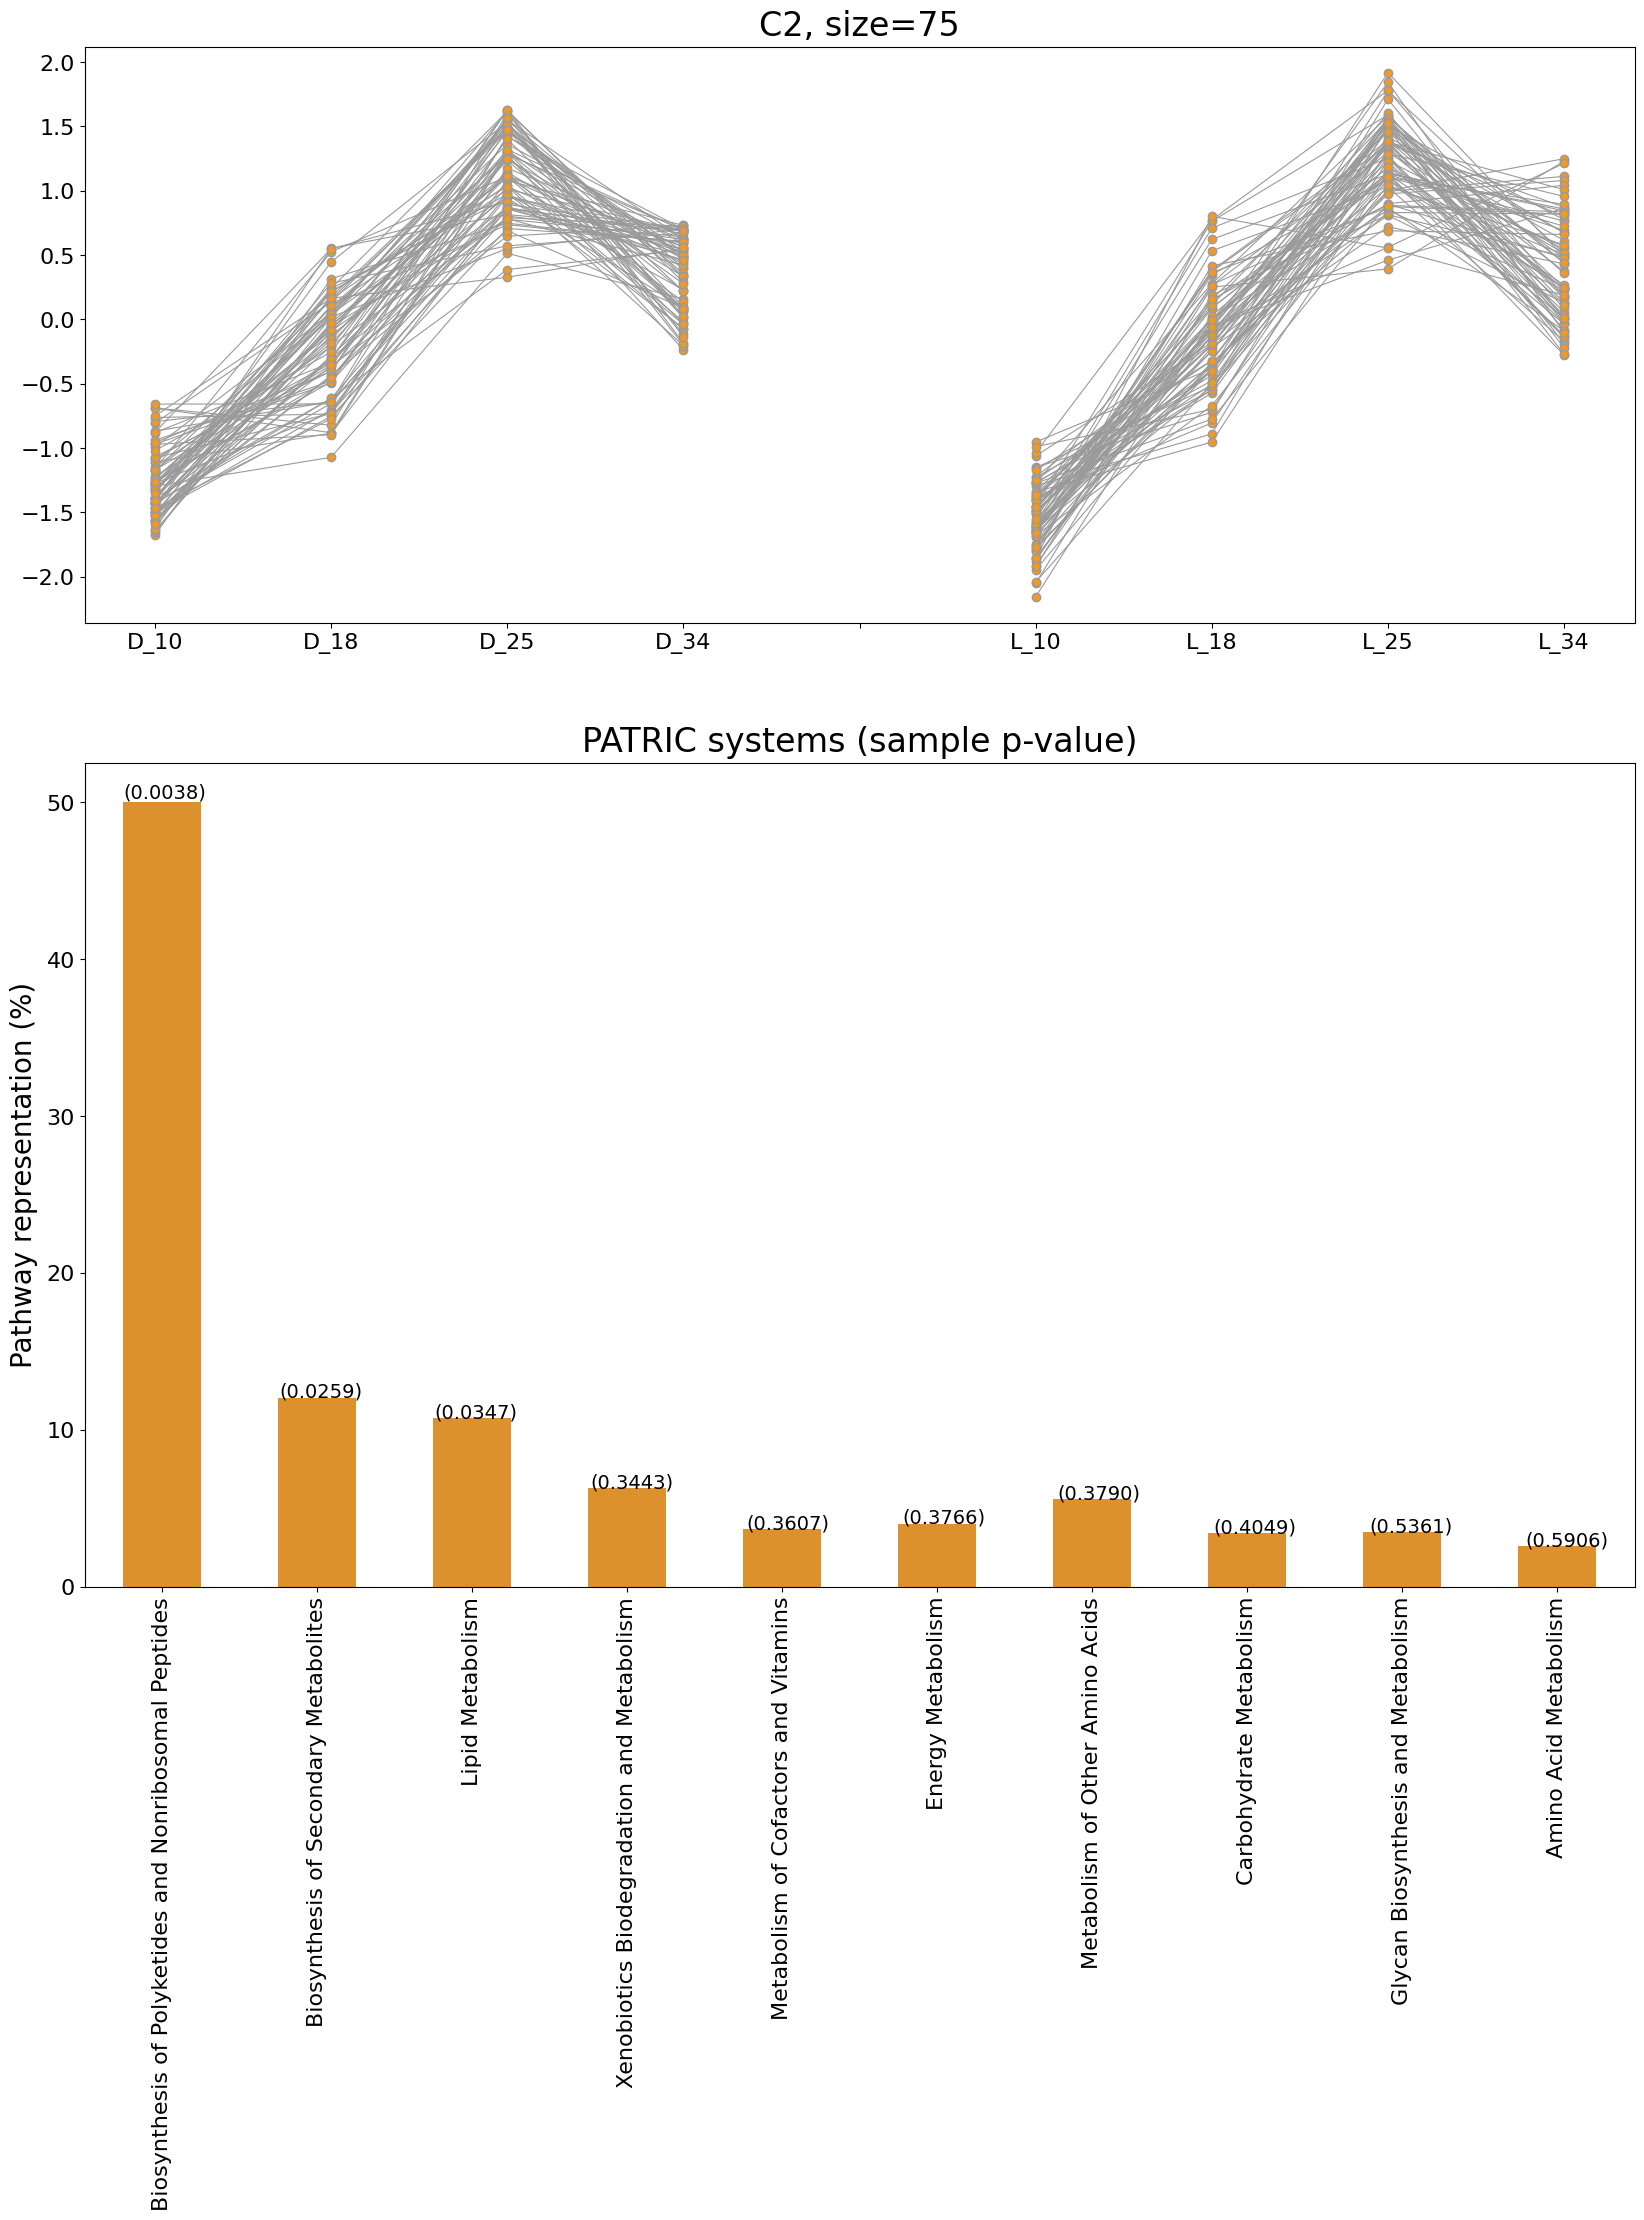 C2, size=75
2.0
1.5
1.0
0.5
0.0
−0.5
−1.0
−1.5
−2.0
D_10 D_18 D_25 D_34 L_10 L_18 L_25 L_34
PATRIC systems (sample p-value)
Pathway representation (%)
50
40
30
20
10
0
(0.0038)
(0.0259)
(0.0347)
(0.3443)
(0.3607)
(0.3766)
(0.3790)
(0.4049)
(0.5361)
(0.5906)
Biosynthesis of Polyketides and Nonribosomal Peptides
Biosynthesis of Secondary Metabolites
Lipid Metabolism
Xenobiotics Biodegradation and Metabolism
Metabolism of Cofactors and Vitamins
Energy Metabolism
Metabolism of Other Amino Acids
Carbohydrate Metabolism
Glycan Biosynthesis and Metabolism
Amino Acid Metabolism